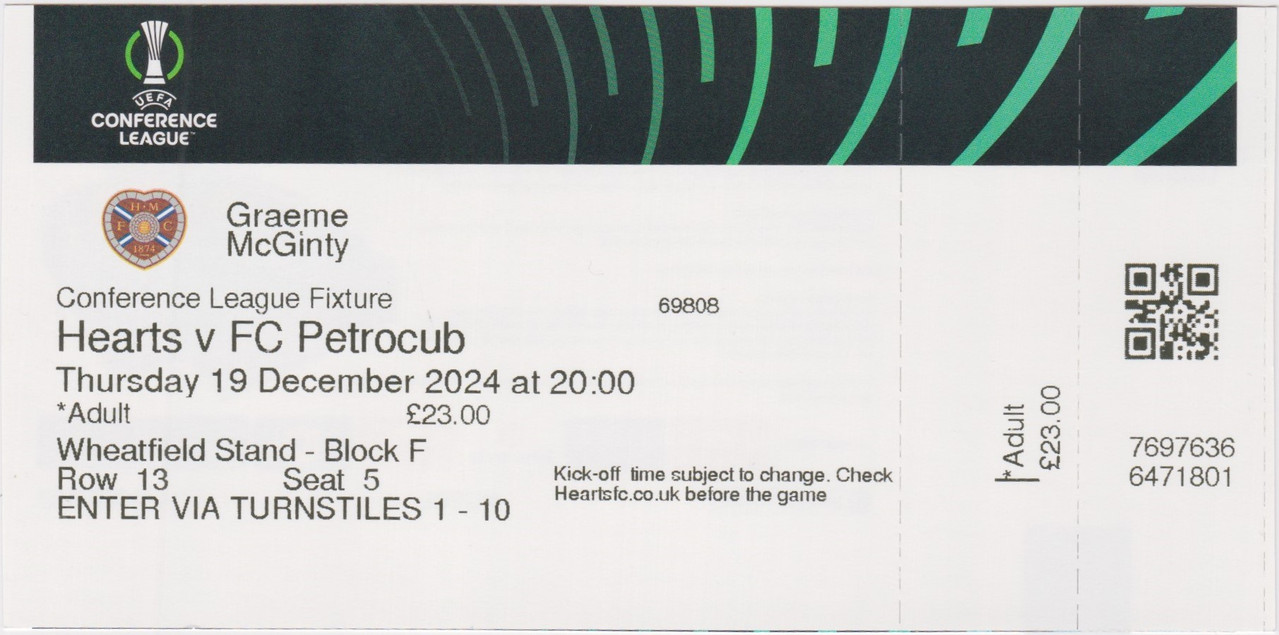 UEFA
CONFERENCE
LEAGUE™
H·M
F C
1874
Graeme
McGinty
Conference League Fixture
69808
Hearts v FC Petrocub
Thursday 19 December 2024 at 20:00
*Adult £23.00
Wheatfield Stand - Block F
Row 13 Seat 5
ENTER VIA TURNSTILES 1 - 10
Kick-off time subject to change. Check
Heartsfc.co.uk before the game
*Adult
£23.00
7697636
6471801